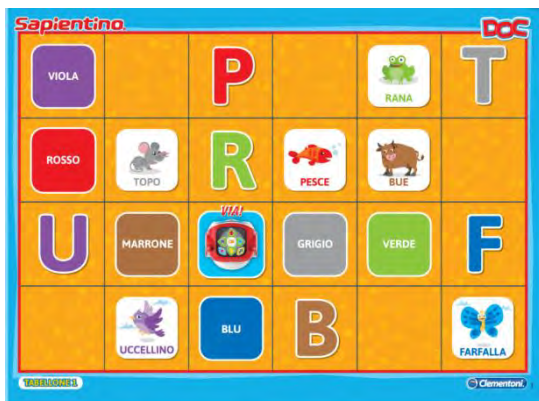 Sapientino
DOC
VIOLA
P
RANA
T
ROSSO
TOPO
R
PESCE
BUE
U
MARRONE
VIA!
GRIGIO
VERDE
F
UCCELLINO
BLU
B
FARFALLA
TABELLONE 1
Clementoni.